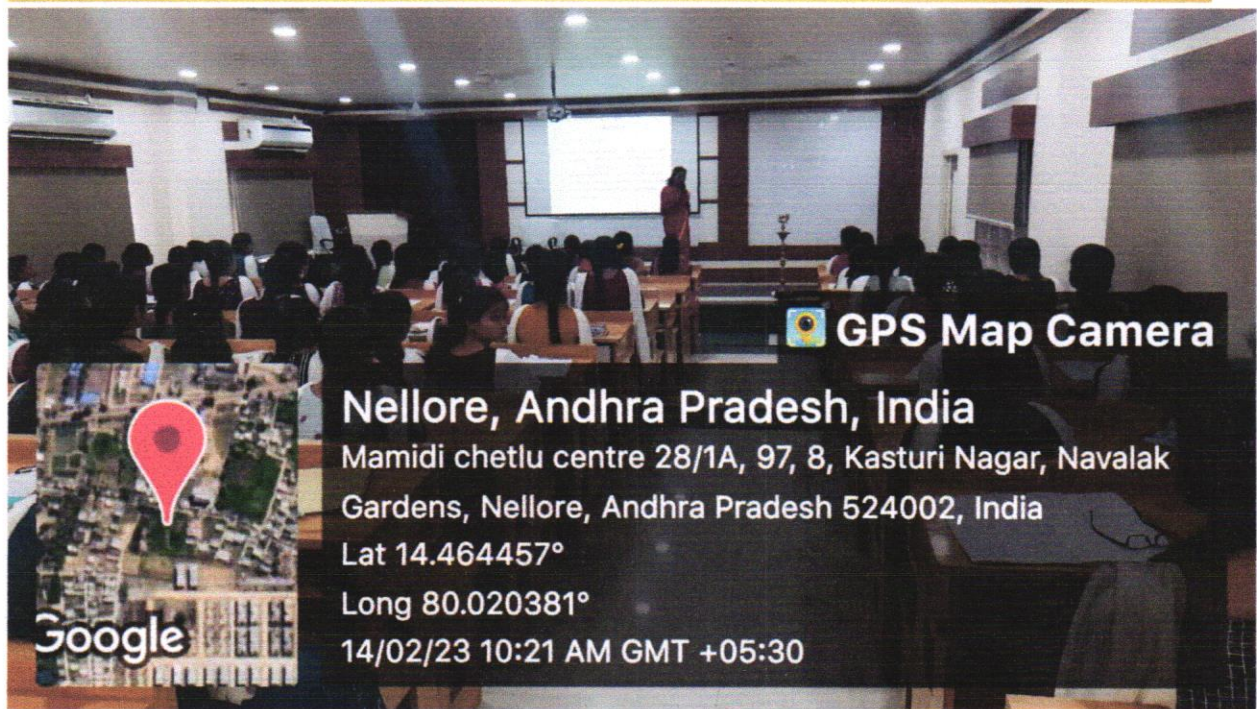 GPS Map Camera
Nellore, Andhra Pradesh, India
Mamidi chetlu centre 28/1A, 97, 8, Kasturi Nagar, Navalak
Gardens, Nellore, Andhra Pradesh 524002, India
Lat 14.464457°
Long 80.020381°
14/02/23 10:21 AM GMT +05:30
Google